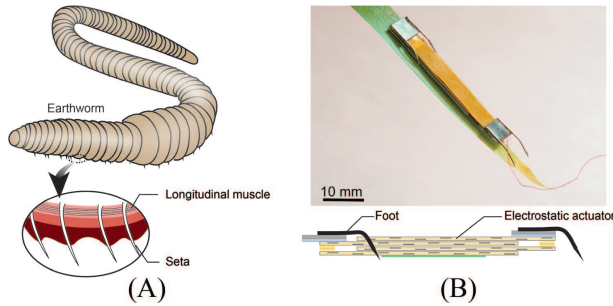 Earthworm
Longitudinal muscle
Seta
(A)
10 mm
Foot
Electrostatic actuator
(B)